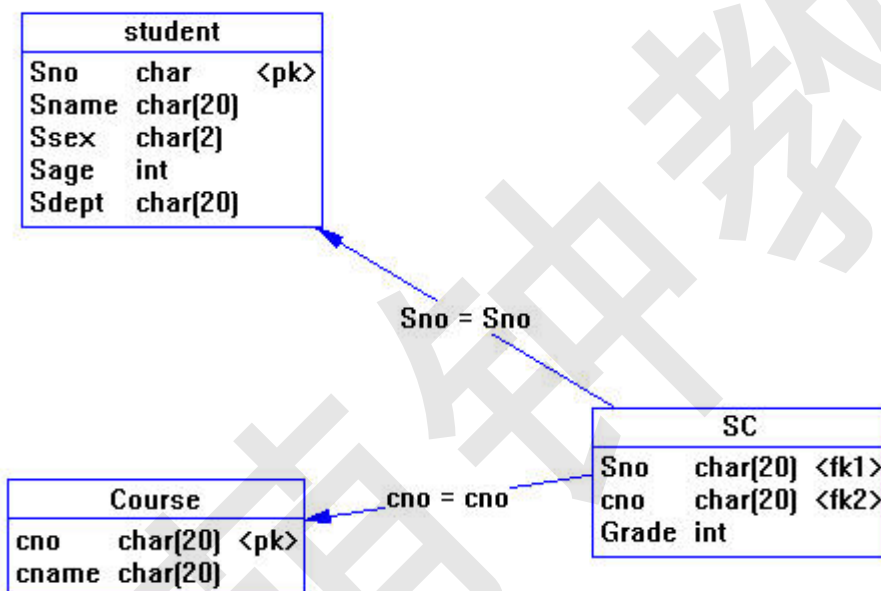 student
Sno char <pk>
Sname char(20)
Ssex char(2)
Sage int
Sdept char(20)
Sno = Sno
SC
Sno char(20) <fk1>
cno char(20) <fk2>
Grade int
cno = cno
Course
cno char(20) <pk>
cname char(20)